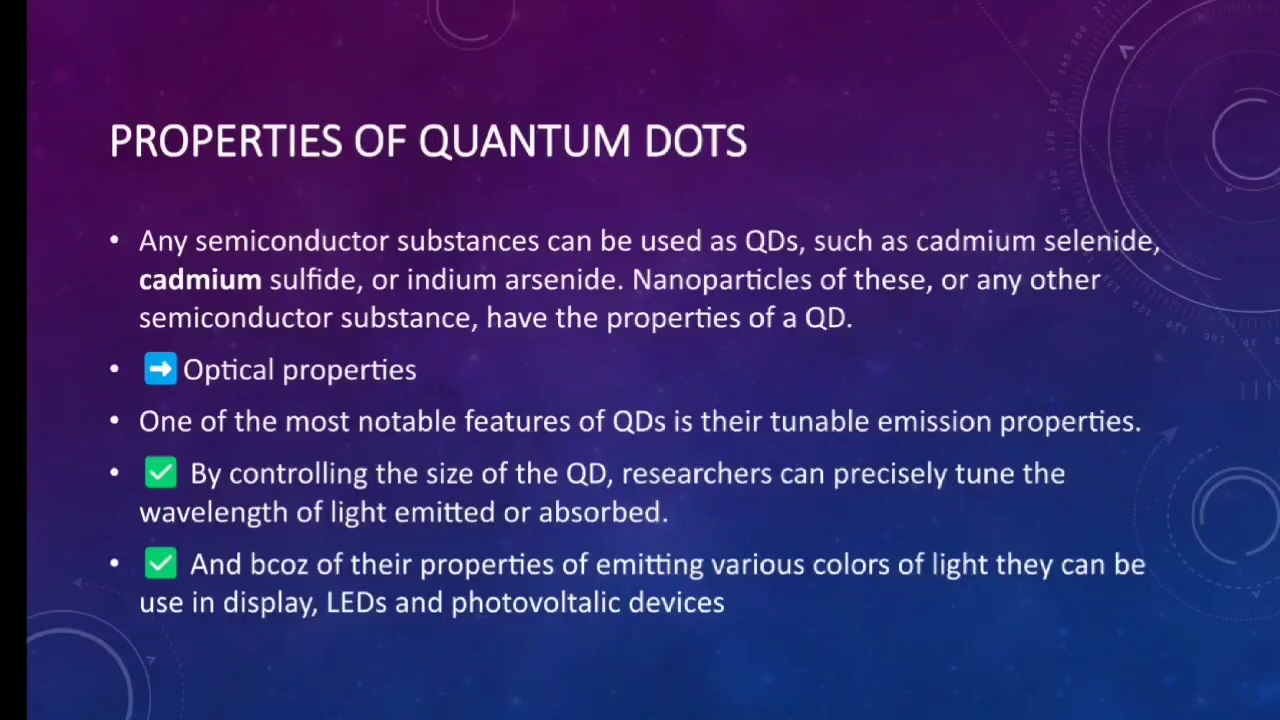 PROPERTIES OF QUANTUM DOTS
• Any semiconductor substances can be used as QDs, such as cadmium selenide,
cadmium sulfide, or indium arsenide. Nanoparticles of these, or any other
semiconductor substance, have the properties of a QD.
• ➡ Optical properties
• One of the most notable features of QDs is their tunable emission properties.
• ✅ By controlling the size of the QD, researchers can precisely tune the
wavelength of light emitted or absorbed.
• ✅ And bcoz of their properties of emitting various colors of light they can be
use in display, LEDs and photovoltalic devices